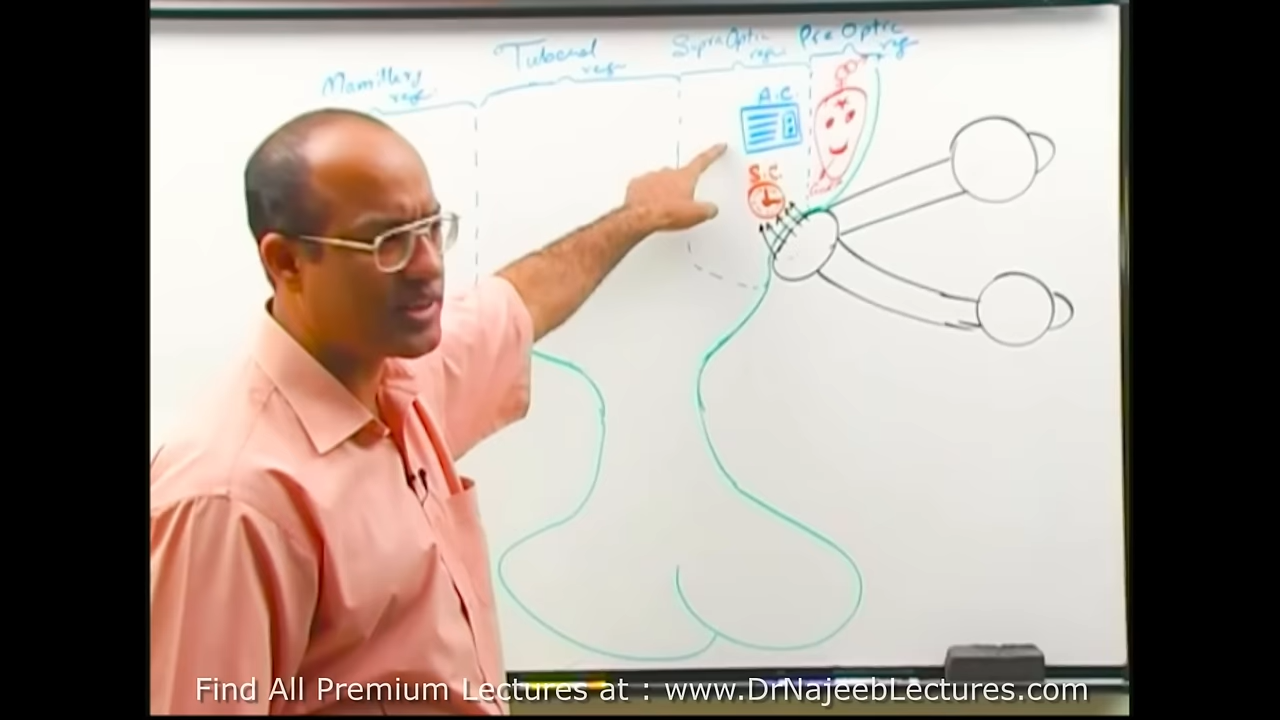 Pre Optic
reg.
Supra Optic
reg.
Tuberal
reg.
Mamillary
reg.
A.C.
S.C.
Find All Premium Lectures at : www.DrNajeebLectures.com